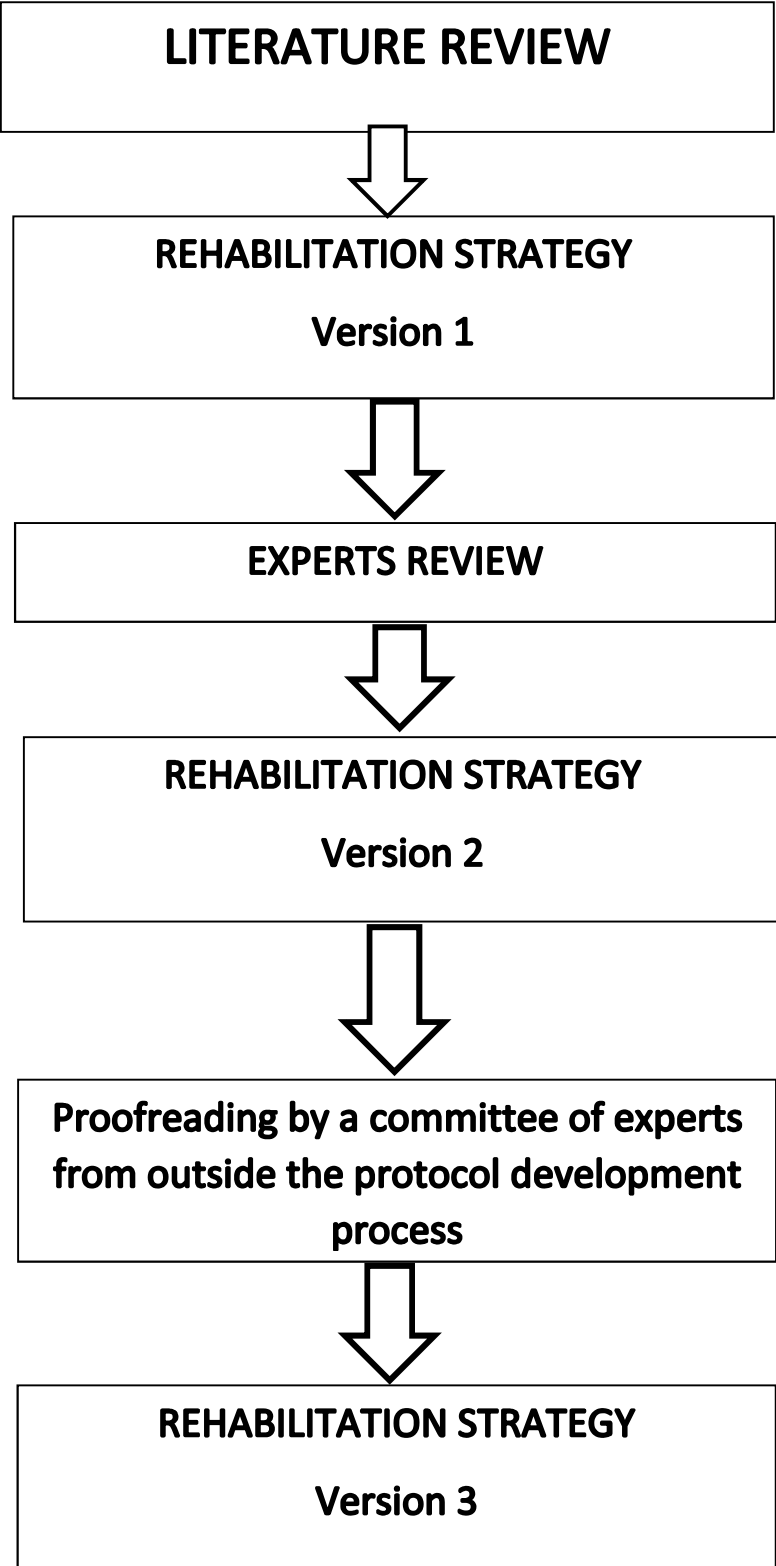 LITERATURE REVIEW
REHABILITATION STRATEGY
Version 1
EXPERTS REVIEW
REHABILITATION STRATEGY
Version 2
Proofreading by a committee of experts
from outside the protocol development
process
REHABILITATION STRATEGY
Version 3